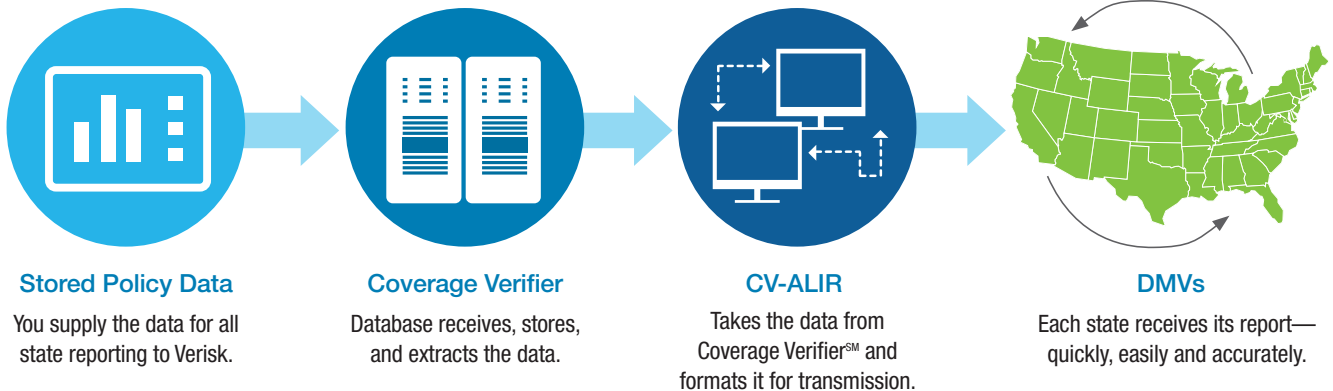 Stored Policy Data
You supply the data for all
state reporting to Verisk.
Coverage Verifier
Database receives, stores,
and extracts the data.
CV-ALIR
Takes the data from
Coverage Verifier℠ and
formats it for transmission.
DMVs
Each state receives its report—
quickly, easily and accurately.